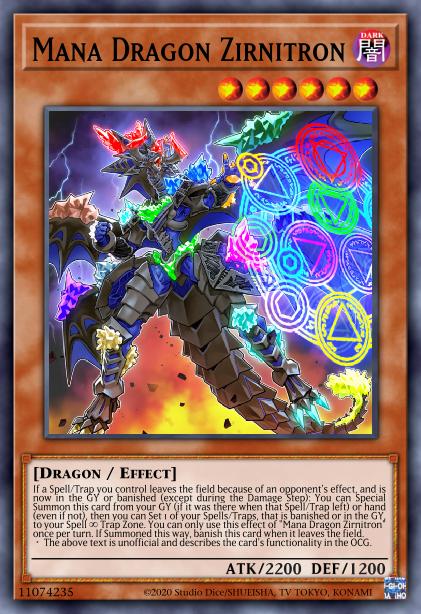 MANA DRAGON ZIRNITRON
DARK
闇
[DRAGON / EFFECT]
If a Spell/Trap you control leaves the field because of an opponent's effect, and is
now in the GY or banished (except during the Damage Step): You can Special
Summon this card from your GY (if it was there when that Spell/Trap left) or hand
(even if not), then you can Set 1 of your Spells/Traps, that is banished or in the GY,
to your Spell ∞ Trap Zone. You can only use this effect of "Mana Dragon Zirnitron"
once per turn. If Summoned this way, banish this card when it leaves the field.
· The above text is unofficial and describes the card's functionality in the OCG.
ATK/2200 DEF/1200
11074235
©2020 Studio Dice/SHUEISHA, TV TOKYO, KONAMI